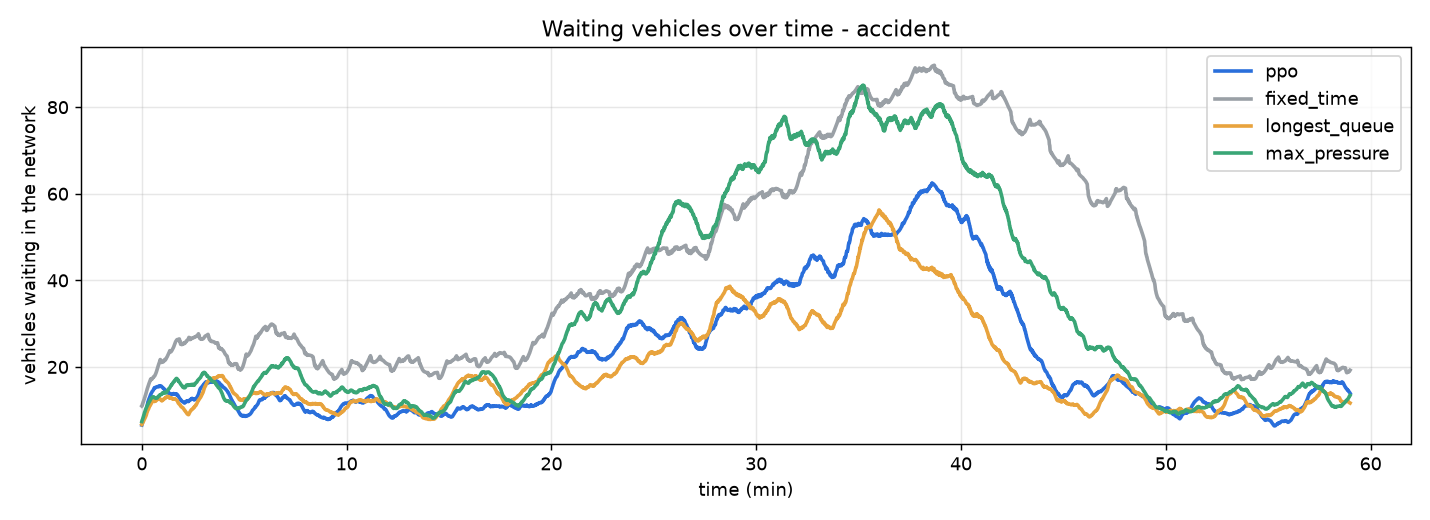 Waiting vehicles over time - accident
vehicles waiting in the network
80
60
40
20
ppo
fixed_time
longest_queue
max_pressure
0
10
20
30
40
50
60
time (min)